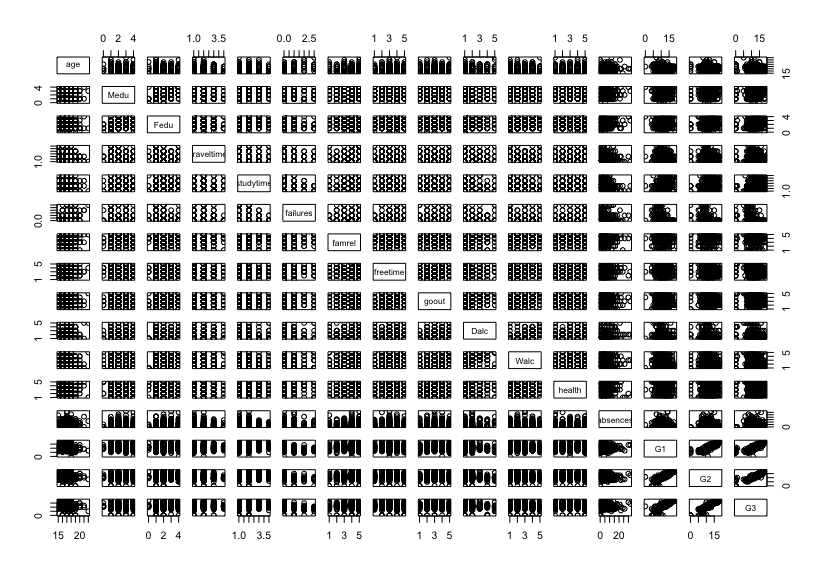 0 2 4
1.0 3.5
0.0 2.5
1 3 5
1 3 5
1 3 5
0 15
0 15
age
15
0 4
Medu
Fedu
0 4
1.0
raveltime
studytime
1.0
0.0
failures
famrel
1 5
1 5
freetime
goout
1 5
1 5
Dalc
Walc
1 5
1 5
health
absences
0
0
G1
G2
0
0
G3
15 20
0 2 4
1.0 3.5
1 3 5
1 3 5
1 3 5
0 20
0 15